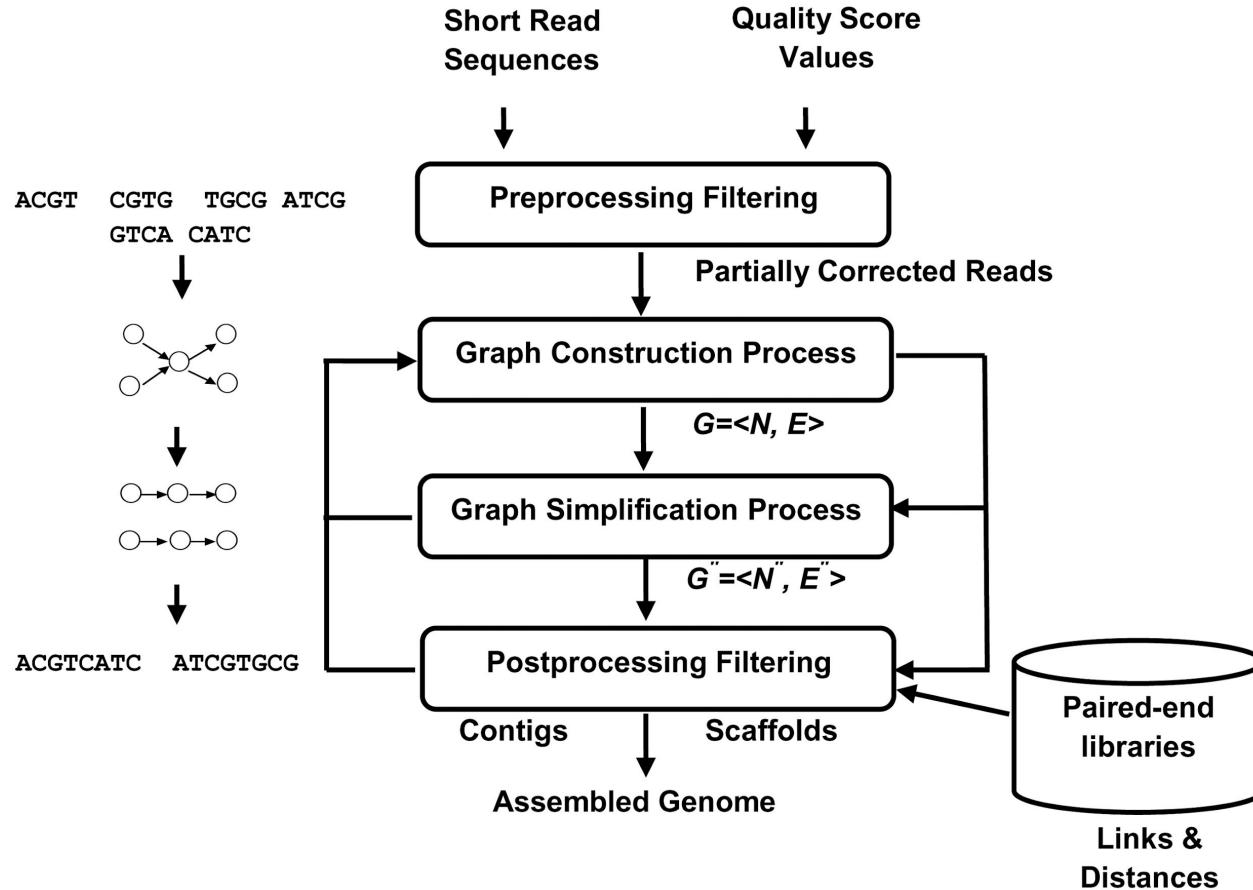 Short Read
Sequences
Quality Score
Values
Preprocessing Filtering
ACGT CGTG TGCG ATCG
GTCA CATC
Partially Corrected Reads
Graph Construction Process
G=<N, E>
Graph Simplification Process
G"=<N", E">
ACGTCATC ATCGTGCG
Postprocessing Filtering
Paired-end
libraries
Contigs
Scaffolds
Assembled Genome
Links &
Distances